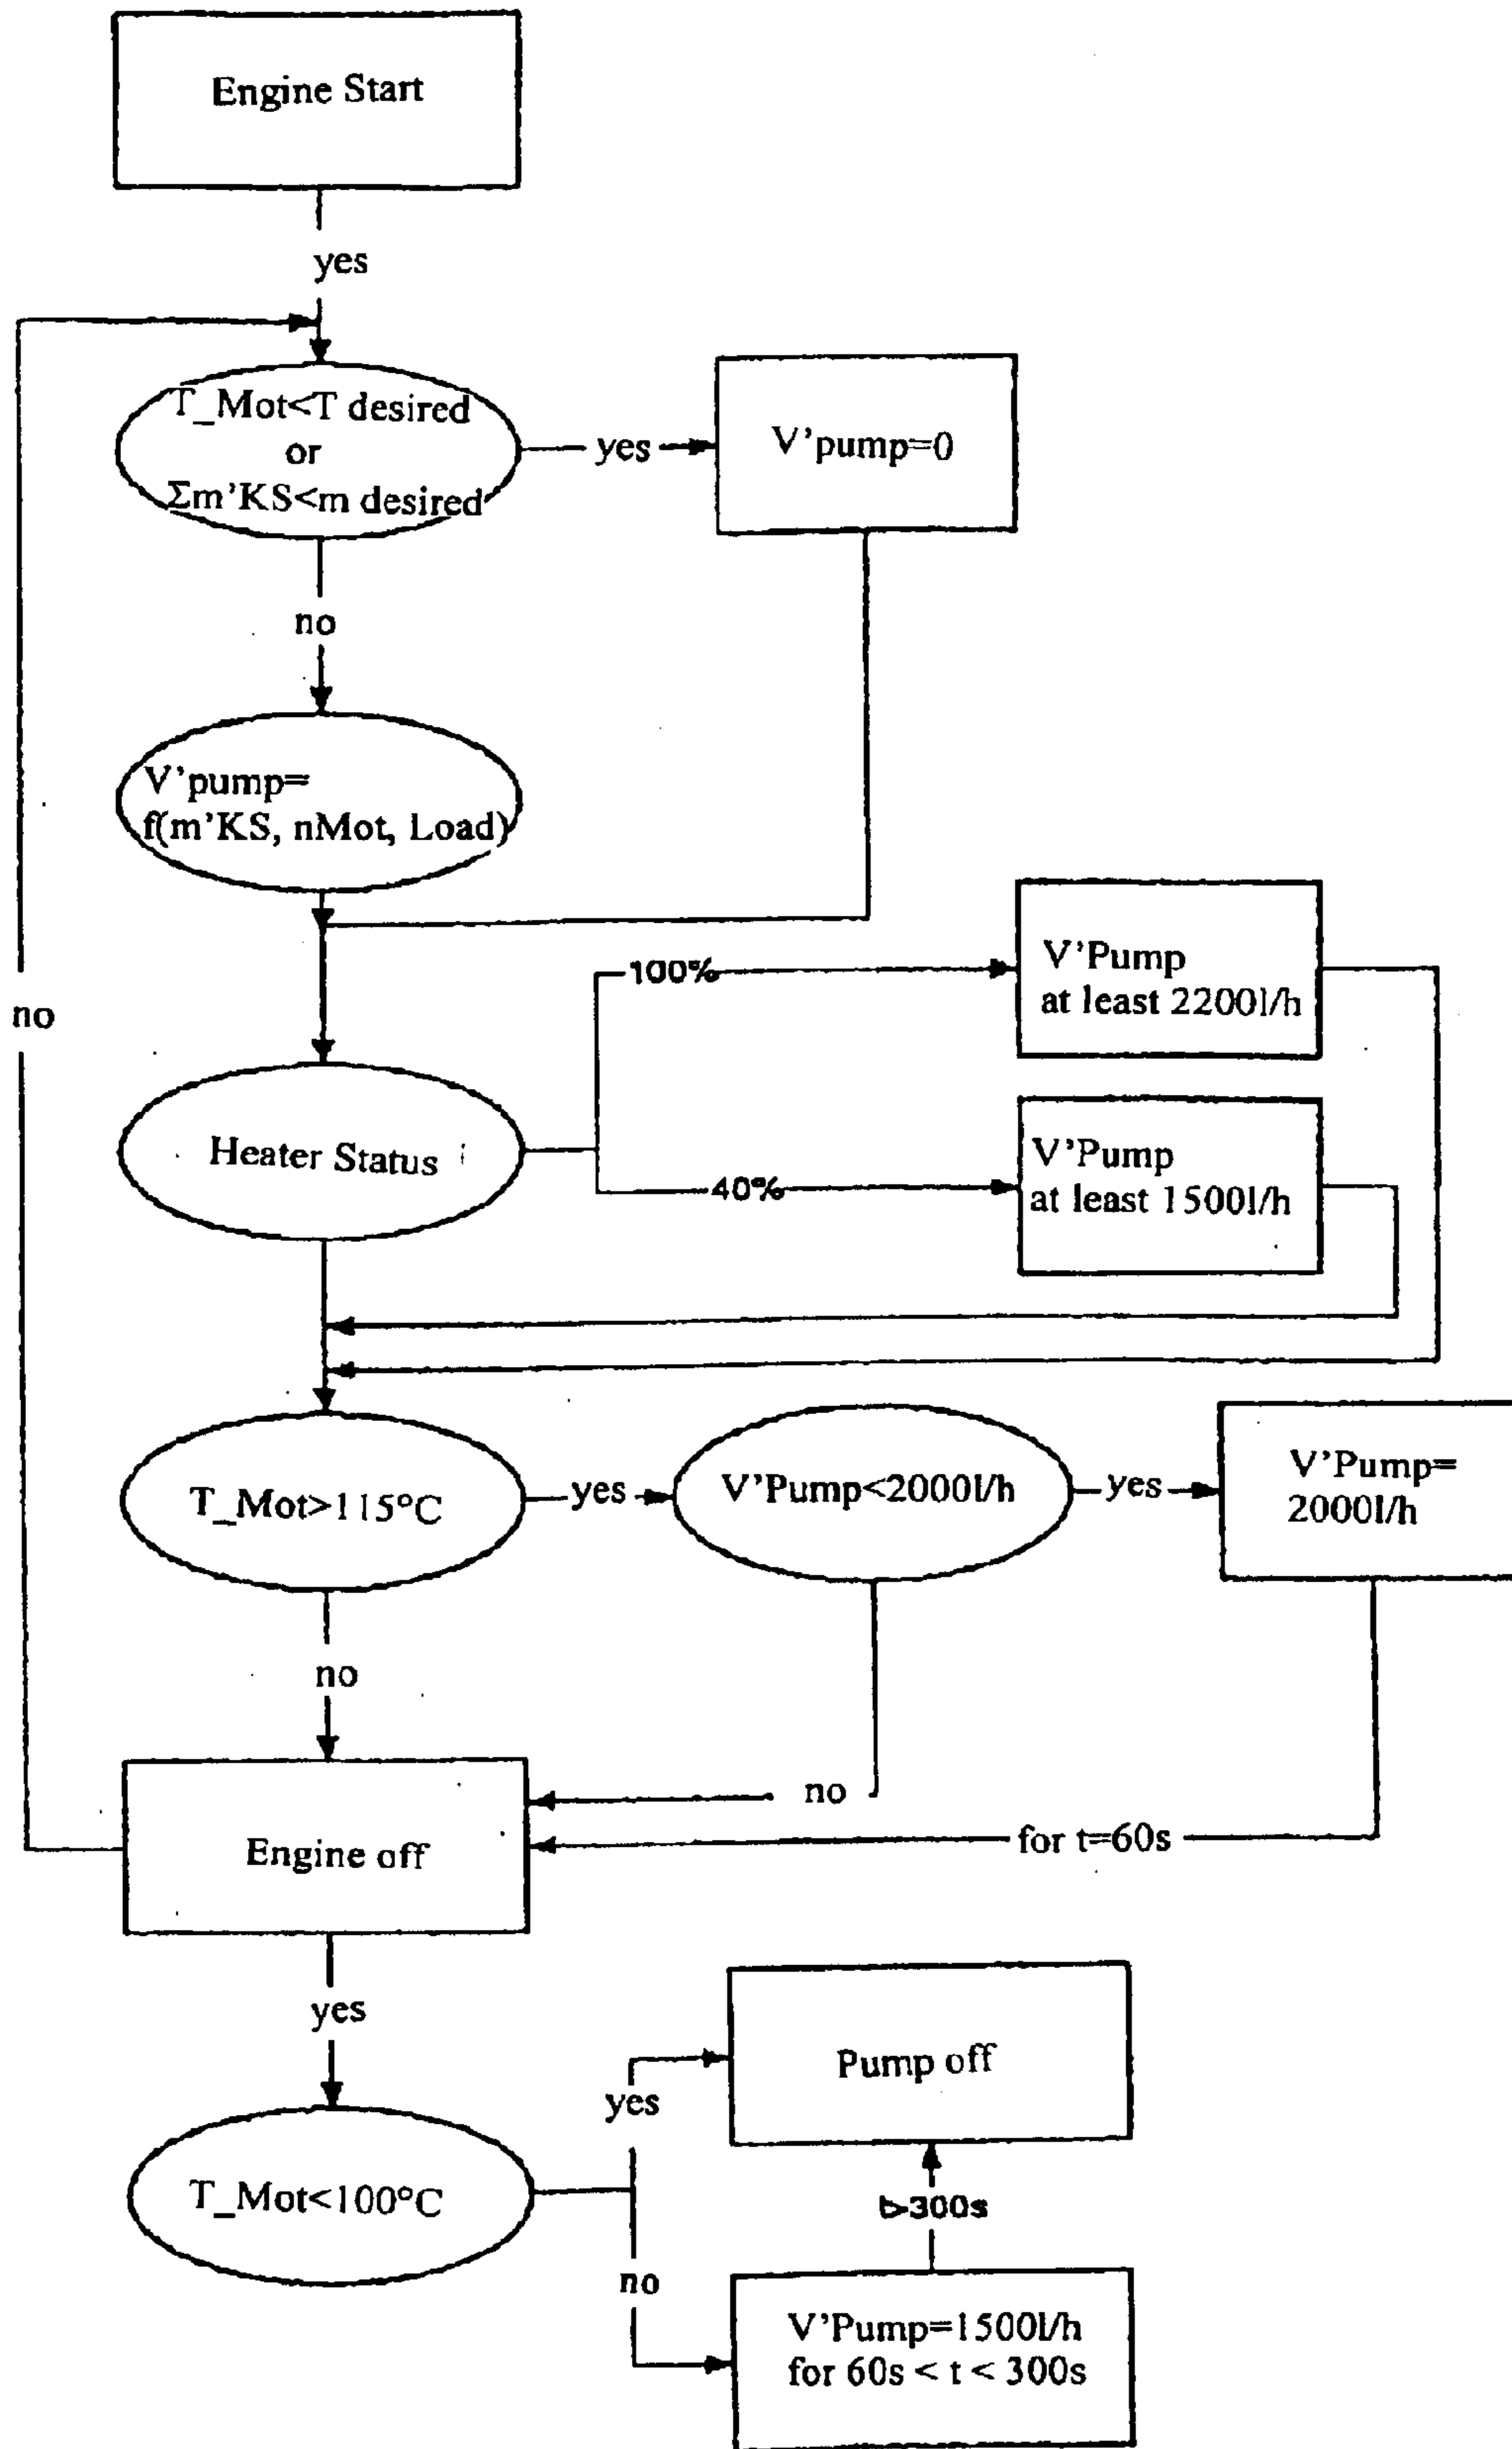 Engine Start
yes
T_Mot<T desired
or
Σm'KS<m desired
yes
V'pump=0
no
V'pump=
f(m'KS, nMot, Load)
100%
V'Pump
at least 2200l/h
no
Heater Status
40%
V'Pump
at least 1500l/h
T_Mot>115°C
yes
V'Pump<2000l/h
yes
V'Pump=
2000l/h
no
no
for t=60s
Engine off
yes
yes
Pump off
T_Mot<100°C
t>300s
no
V'Pump=1500l/h
for 60s < t < 300s